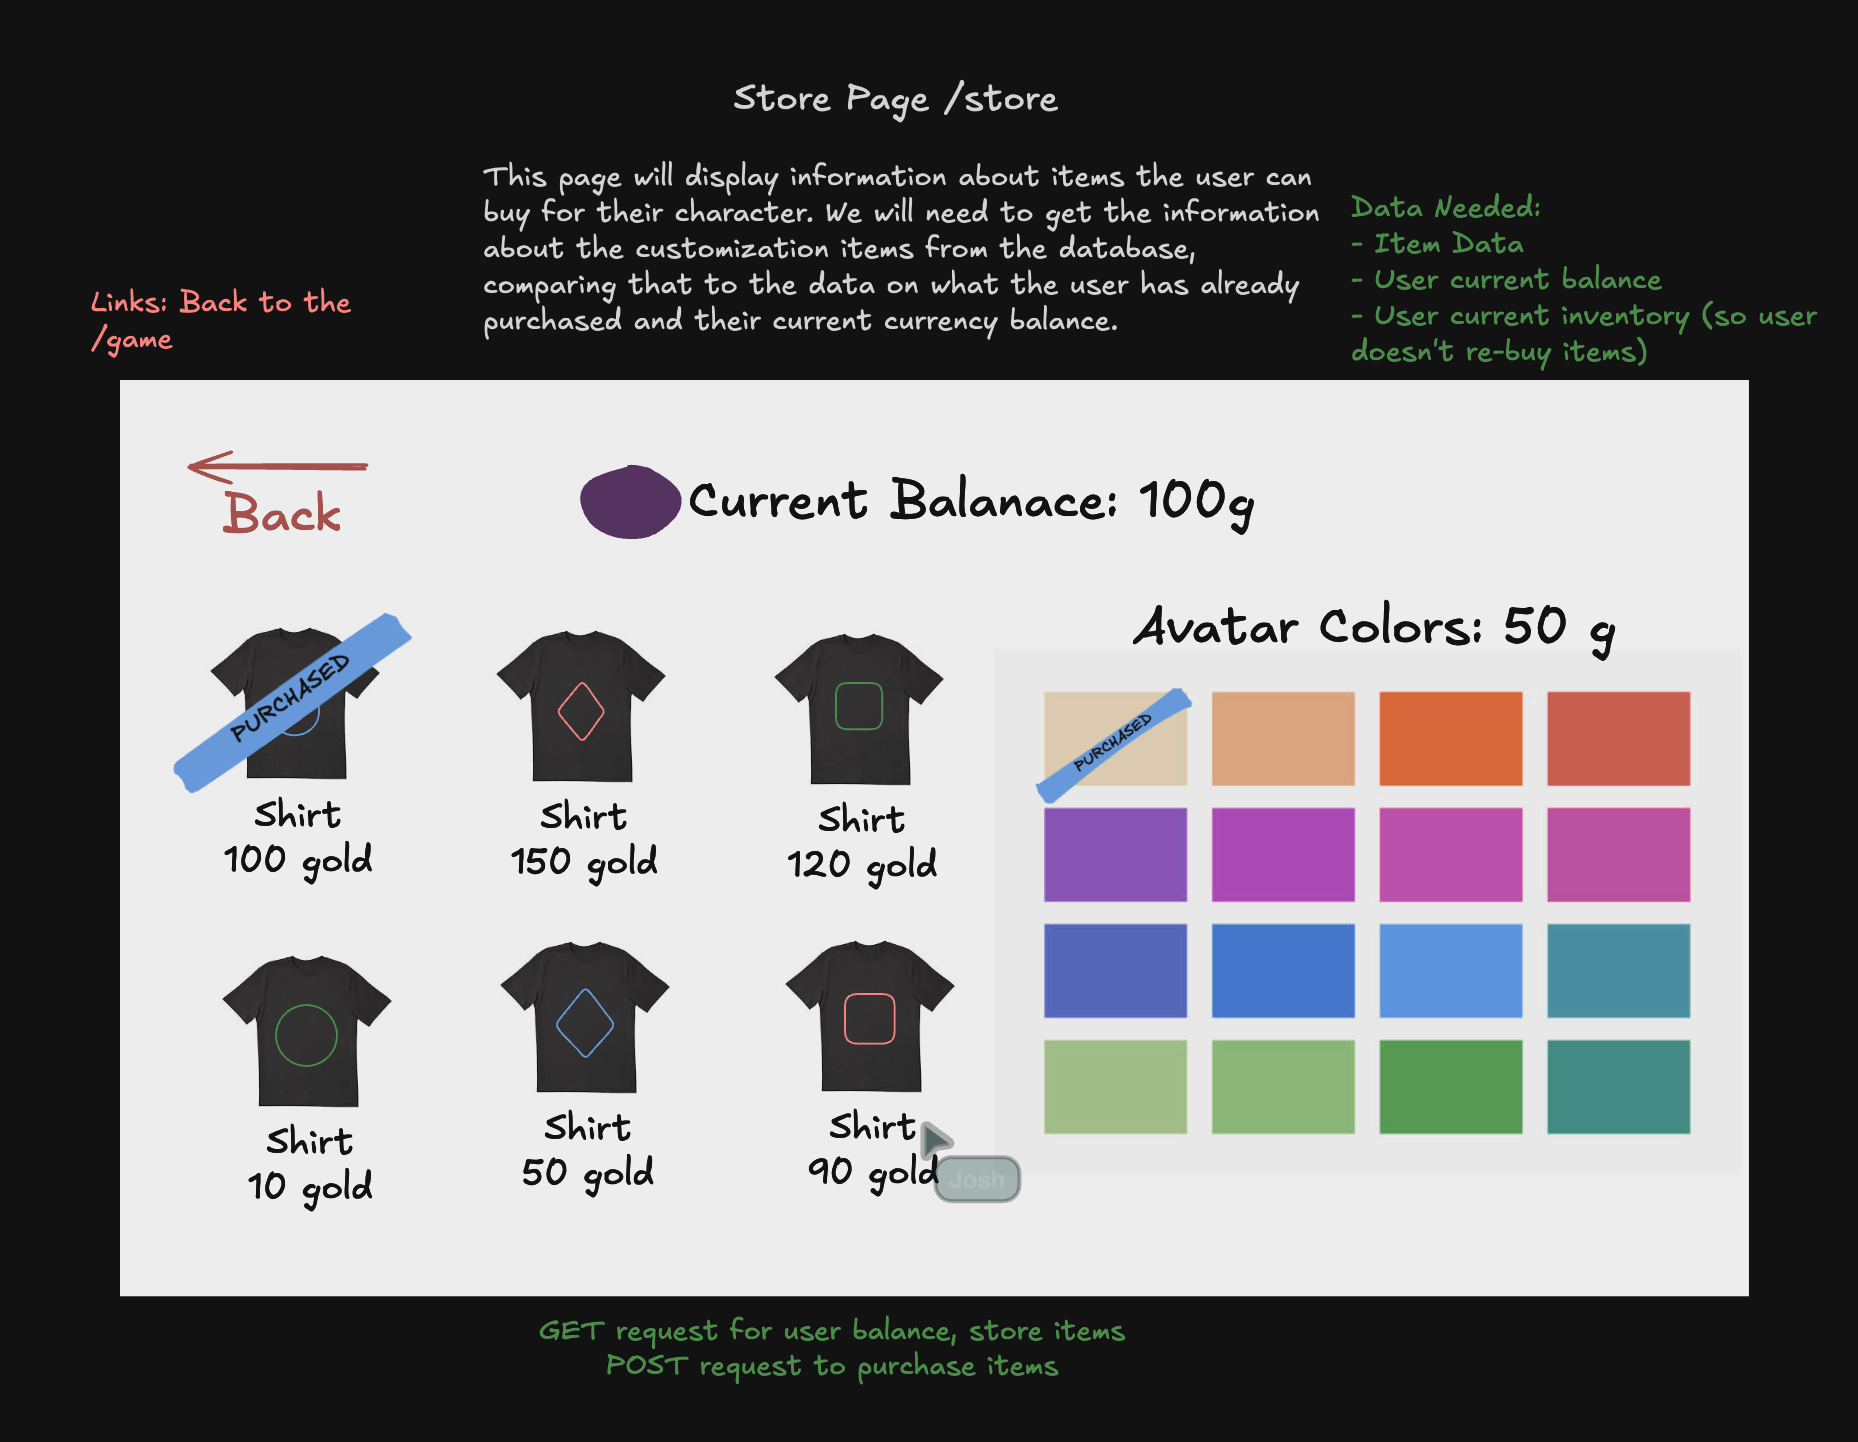 Store Page /store
This page will display information about items the user can
buy for their character. We will need to get the information
about the customization items from the database,
comparing that to the data on what the user has already
purchased and their current currency balance.
Data Needed:
- Item Data
- User current balance
- User current inventory (so user
doesn't re-buy items)
Links: Back to the
/game
Back
Current Balanace: 100g
PURCHASED
Shirt
100 gold
Shirt
150 gold
Shirt
120 gold
Shirt
10 gold
Shirt
50 gold
Shirt
90 gold
Josh
Avatar Colors: 50 g
PURCHASED
GET request for user balance, store items
POST request to purchase items